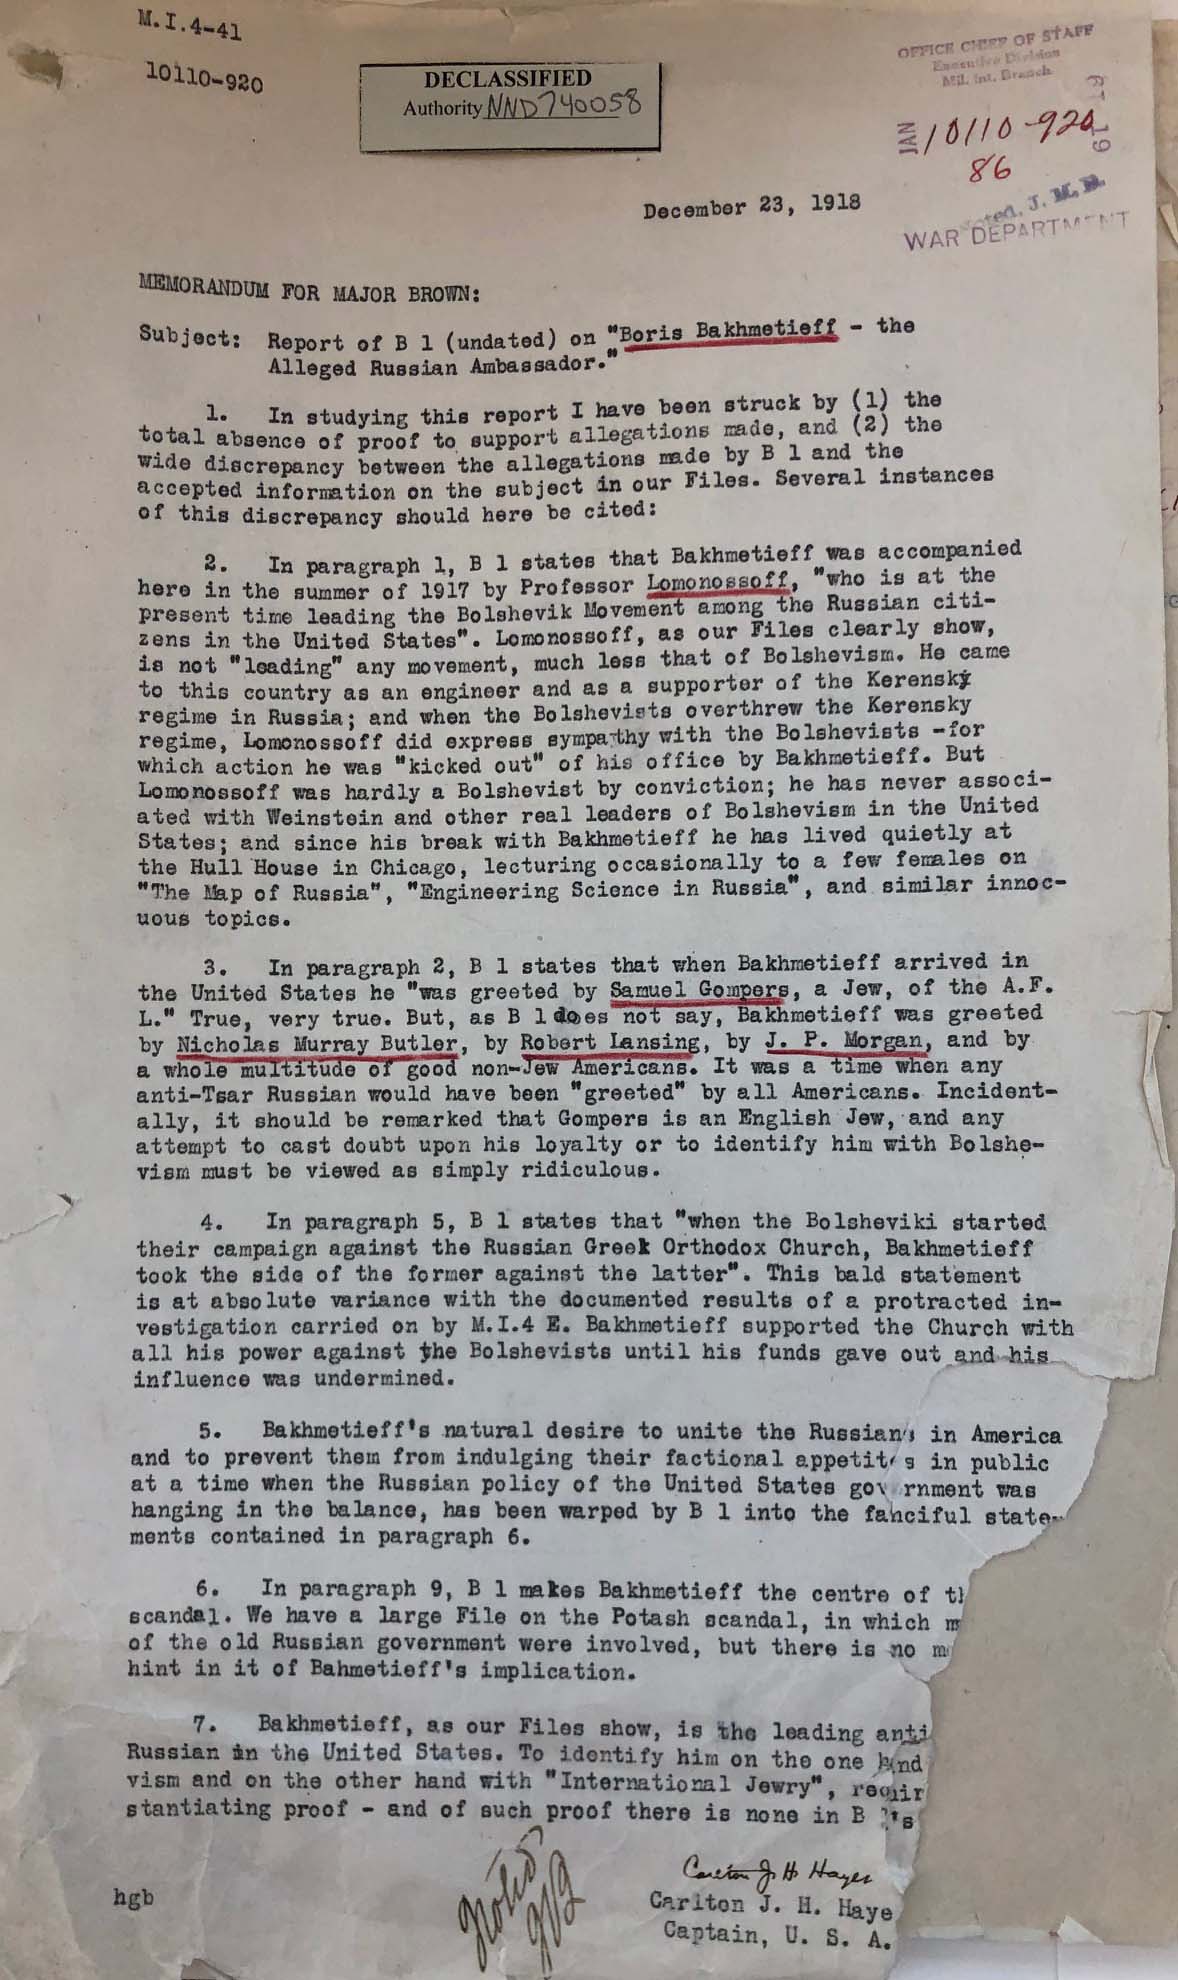 M.I.4-41
10110-920
DECLASSIFIED
Authority NND740058
OFFICE CHIEF OF STAFF
Executive Division
Mil. Int. Branch
JAN
19
10110-920
86
J. M. D.
WAR DEPARTMENT
December 23, 1918
MEMORANDUM FOR MAJOR BROWN:
Subject: Report of B 1 (undated) on "Boris Bakhmetieff - the
Alleged Russian Ambassador."
1. In studying this report I have been struck by (1) the
total absence of proof to support allegations made, and (2) the
wide discrepancy between the allegations made by B 1 and the
accepted information on the subject in our Files. Several instances
of this discrepancy should here be cited:
2. In paragraph 1, B 1 states that Bakhmetieff was accompanied
here in the summer of 1917 by Professor Lomonossoff, "who is at the
present time leading the Bolshevik Movement among the Russian citi-
zens in the United States". Lomonossoff, as our Files clearly show,
is not "leading" any movement, much less that of Bolshevism. He came
to this country as an engineer and as a supporter of the Kerensky
regime in Russia; and when the Bolshevists overthrew the Kerensky
regime, Lomonossoff did express sympathy with the Bolshevists -for
which action he was "kicked out" of his office by Bakhmetieff. But
Lomonossoff was hardly a Bolshevist by conviction; he has never associ-
ated with Weinstein and other real leaders of Bolshevism in the United
States; and since his break with Bakhmetieff he has lived quietly at
the Hull House in Chicago, lecturing occasionally to a few females on
"The Map of Russia", "Engineering Science in Russia", and similar innoc-
uous topics.
3. In paragraph 2, B 1 states that when Bakhmetieff arrived in
the United States he "was greeted by Samuel Gompers, a Jew, of the A.F.
L." True, very true. But, as B 1 does not say, Bakhmetieff was greeted
by Nicholas Murray Butler, by Robert Lansing, by J. P. Morgan, and by
a whole multitude of good non-Jew Americans. It was a time when any
anti-Tsar Russian would have been "greeted" by all Americans. Incident-
ally, it should be remarked that Gompers is an English Jew, and any
attempt to cast doubt upon his loyalty or to identify him with Bolshe-
vism must be viewed as simply ridiculous.
4. In paragraph 5, B 1 states that "when the Bolsheviki started
their campaign against the Russian Greek Orthodox Church, Bakhmetieff
took the side of the former against the latter". This bald statement
is at absolute variance with the documented results of a protracted in-
vestigation carried on by M.I.4 E. Bakhmetieff supported the Church with
all his power against the Bolshevists until his funds gave out and his
influence was undermined.
5. Bakhmetieff's natural desire to unite the Russians in America
and to prevent them from indulging their factional appetites in public
at a time when the Russian policy of the United States government was
hanging in the balance, has been warped by B 1 into the fanciful state-
ments contained in paragraph 6.
6. In paragraph 9, B 1 makes Bakhmetieff the centre of
scandal. We have a large File on the Potash scandal, in which
of the old Russian government were involved, but there is no
hint in it of Bahmetieff's implication.
7. Bakhmetieff, as our Files show, is the leading anti
Russian in the United States. To identify him on the one hand
vism and on the other hand with "International Jewry", requir
stantiating proof - and of such proof there is none in B 1's
Carlton J. H. Hayes
hgb
Carlton J. H. Haye
Captain, U. S. A.